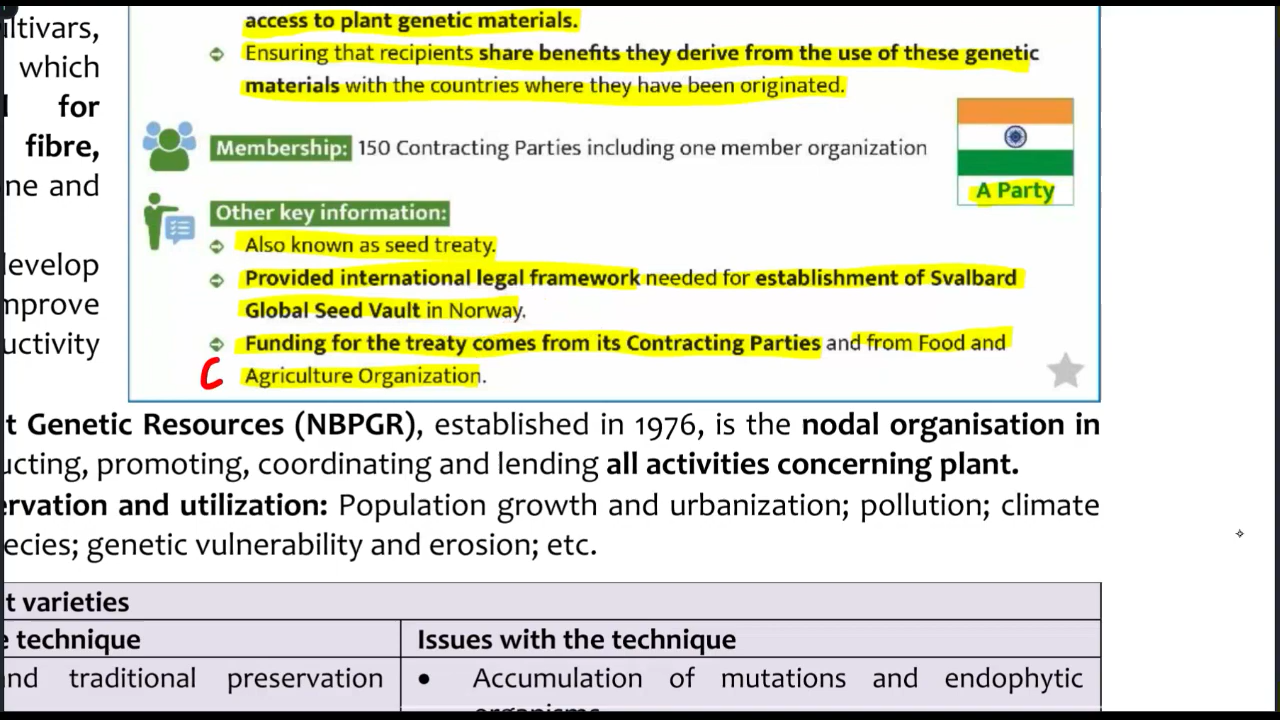 ultivars,
which
for
fibre,
ne and
evelop
mprove
uctivity
access to plant genetic materials.
Ensuring that recipients share benefits they derive from the use of these genetic
materials with the countries where they have been originated.
Membership: 150 Contracting Parties including one member organization
A Party
Other key information:
Also known as seed treaty.
Provided international legal framework needed for establishment of Svalbard
Global Seed Vault in Norway.
Funding for the treaty comes from its Contracting Parties and from Food and
C Agriculture Organization.
t Genetic Resources (NBPGR), established in 1976, is the nodal organisation in
ucting, promoting, coordinating and lending all activities concerning plant.
ervation and utilization: Population growth and urbanization; pollution; climate
ecies; genetic vulnerability and erosion; etc.
t varieties
e technique
Issues with the technique
nd traditional preservation
• Accumulation of mutations and endophytic
organisms